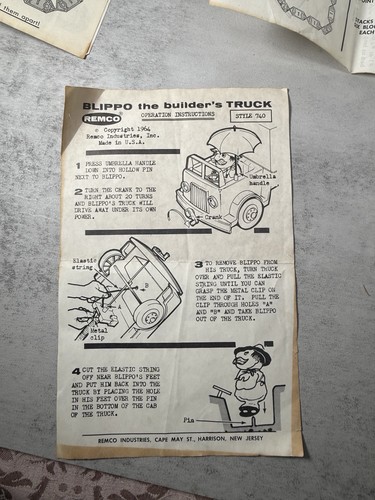 them apart!
STACKS
BLO
EACH
BLIPPO the builder's TRUCK
REMCO
OPERATION INSTRUCTIONS
STYLE 740
© Copyright 1964
Remco Industries, Inc.
Made in U.S.A.
1 PRESS UMBRELLA HANDLE
DOWN INTO HOLLOW PIN
NEXT TO BLIPPO.
Umbrella
handle
2 TURN THE CRANK TO THE
RIGHT ABOUT 20 TURNS
AND BLIPPO'S TRUCK WILL
DRIVE AWAY UNDER ITS OWN
POWER.
Crank
Elastic
string
B
A
Metal
clip
3 TO REMOVE BLIPPO FROM
HIS TRUCK, TURN TRUCK
OVER AND PULL THE ELASTIC
STRING UNTIL YOU CAN
GRASP THE METAL CLIP ON
THE END OF IT. PULL THE
CLIP THROUGH HOLES "A"
AND "B" AND TAKE BLIPPO
OUT OF THE TRUCK.
4 CUT THE ELASTIC STRING
OFF NEAR BLIPPO'S FEET
AND PUT HIM BACK INTO THE
TRUCK BY PLACING THE HOLE
IN HIS FEET OVER THE PIN
IN THE BOTTOM OF THE CAB
OF THE TRUCK.
Pin
REMCO INDUSTRIES, CAPE MAY ST., HARRISON, NEW JERSEY